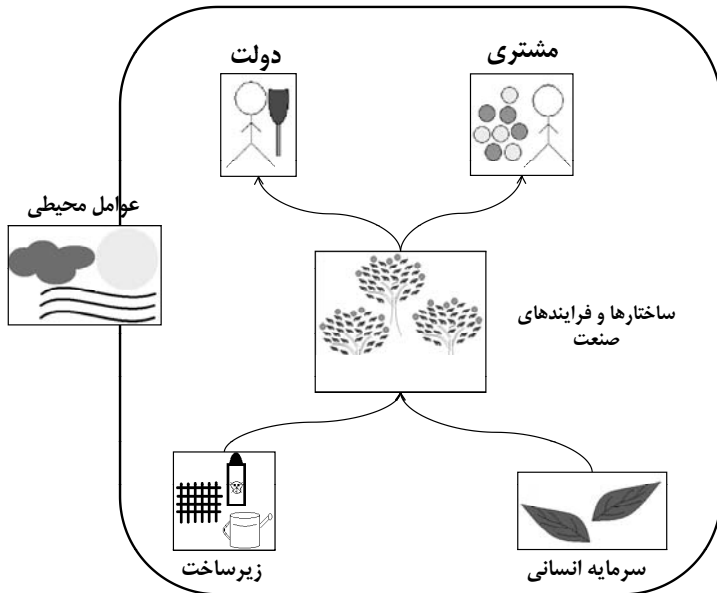 مشتری
دولت
عوامل محیطی
ساختارها و فرایندهای
صنعت
سرمایه انسانی
زیرساخت